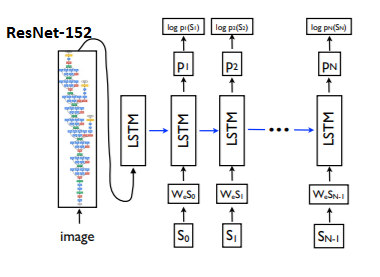 ResNet-152
log p₁(S₁) log p₂(S₂) log pN(SN)
p₁ p₂ pN
LSTM LSTM LSTM ••• LSTM
WₑS₀ WₑS₁ WₑSN-1
image S₀ S₁ SN-1